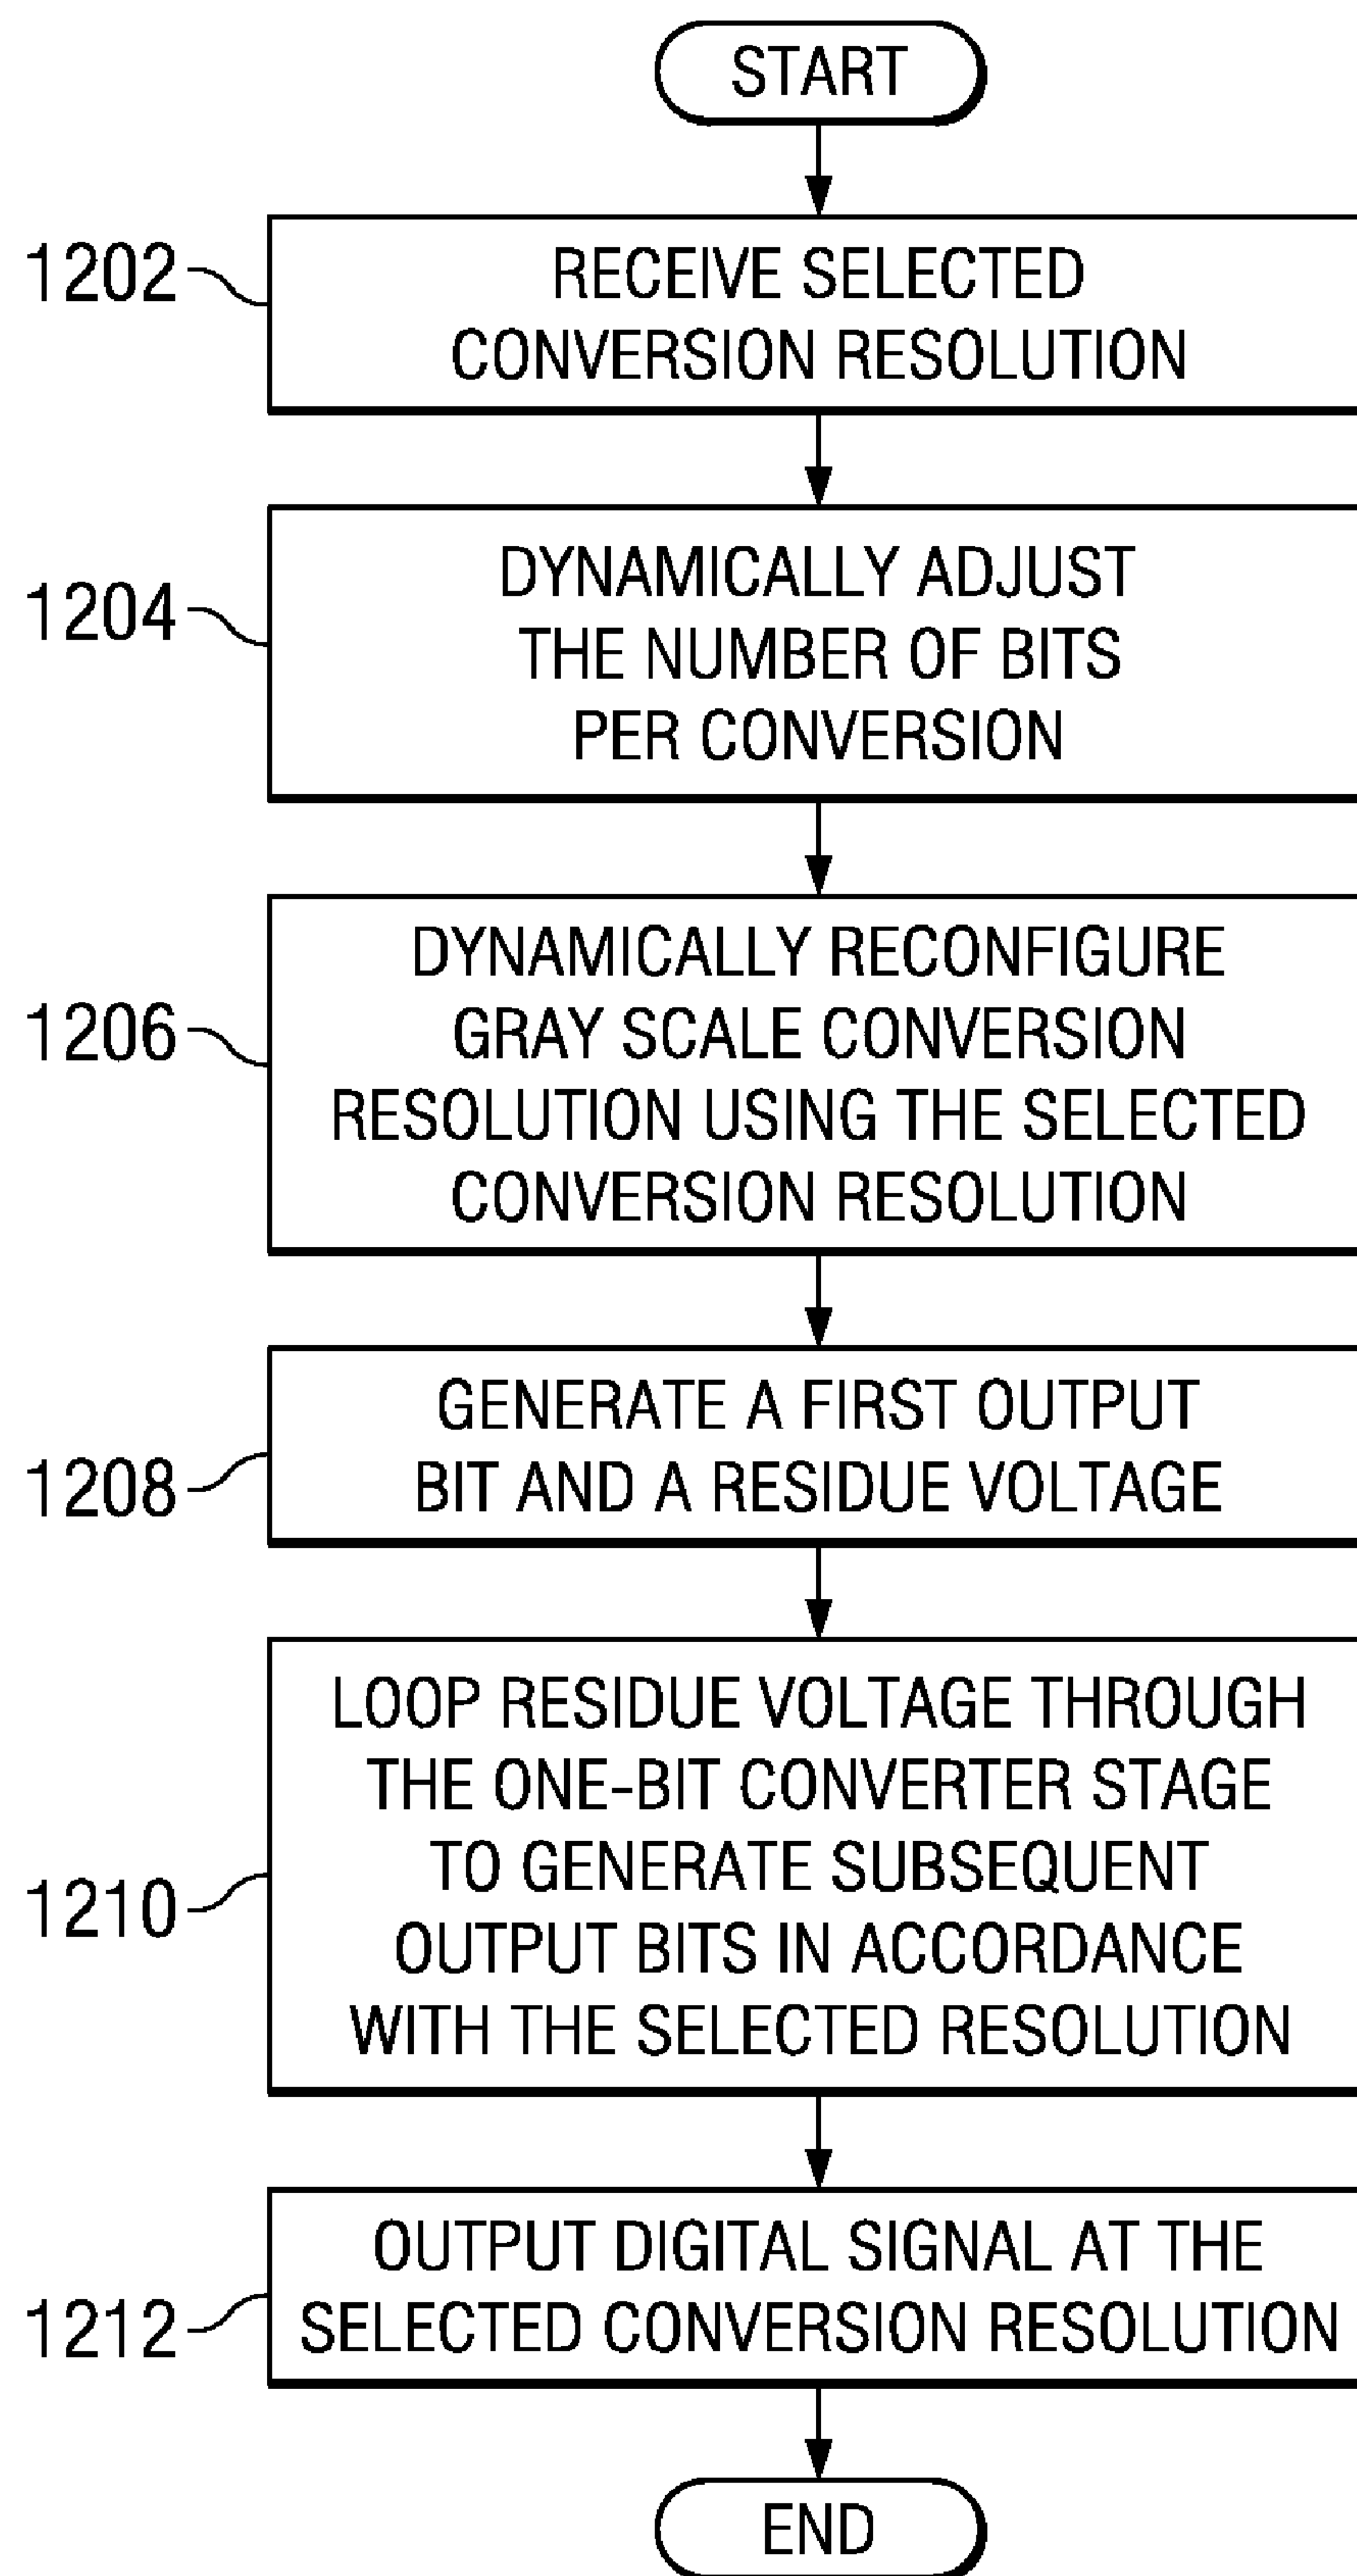 START
1202
RECEIVE SELECTED
CONVERSION RESOLUTION
1204
DYNAMICALLY ADJUST
THE NUMBER OF BITS
PER CONVERSION
1206
DYNAMICALLY RECONFIGURE
GRAY SCALE CONVERSION
RESOLUTION USING THE SELECTED
CONVERSION RESOLUTION
1208
GENERATE A FIRST OUTPUT
BIT AND A RESIDUE VOLTAGE
1210
LOOP RESIDUE VOLTAGE THROUGH
THE ONE-BIT CONVERTER STAGE
TO GENERATE SUBSEQUENT
OUTPUT BITS IN ACCORDANCE
WITH THE SELECTED RESOLUTION
1212
OUTPUT DIGITAL SIGNAL AT THE
SELECTED CONVERSION RESOLUTION
END